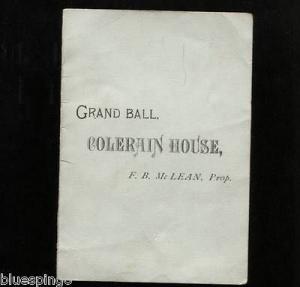 GRAND BALL,
COLERAIN HOUSE,
F. B. McLEAN, Prop.
bluespingo